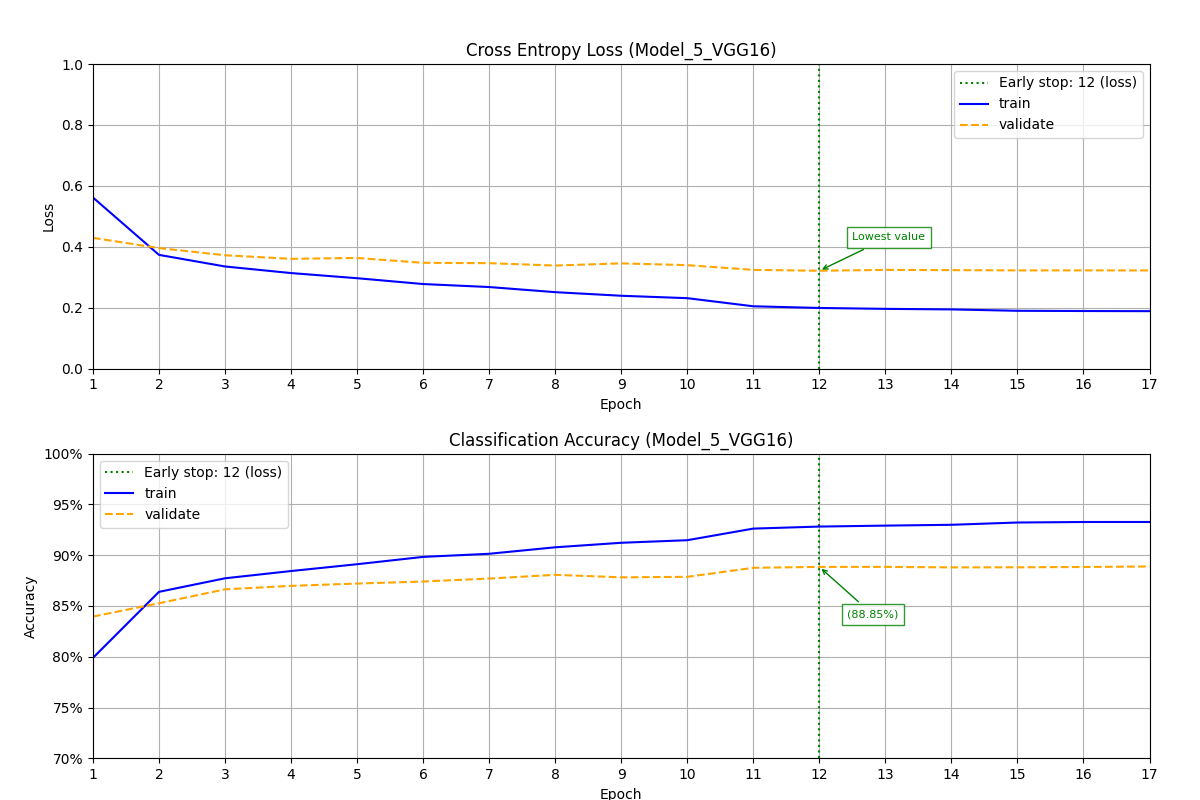 Cross Entropy Loss (Model_5_VGG16)
1.0
0.8
0.6
0.4
0.2
0.0
Loss
Early stop: 12 (loss)
train
validate
Lowest value
1 2 3 4 5 6 7 8 9 10 11 12 13 14 15 16 17
Epoch
Classification Accuracy (Model_5_VGG16)
100%
95%
90%
85%
80%
75%
70%
Accuracy
Early stop: 12 (loss)
train
validate
(88.85%)
1 2 3 4 5 6 7 8 9 10 11 12 13 14 15 16 17
Epoch